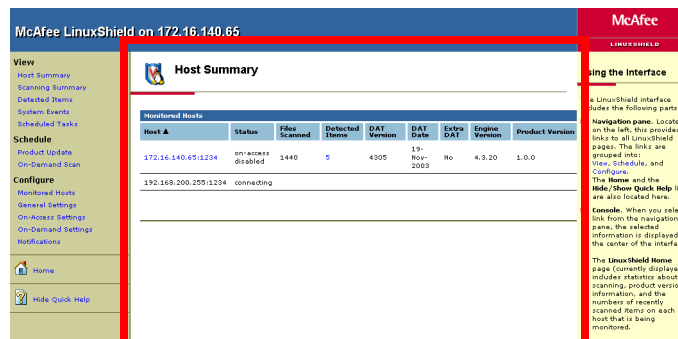 McAfee LinuxShield on 172.16.140.65
McAfee
LINUXSHIELD
View
Host Summary
Scanning Summary
Detected Items
System Events
Scheduled Tasks
Schedule
Product Update
On-Demand Scan
Configure
Monitored Hosts
General Settings
On-Access Settings
On-Demand Settings
Notifications
Home
Hide Quick Help
Host Summary
Monitored Hosts
Host ▲ Status Files Scanned Detected Items DAT Version DAT Date Extra DAT Engine Version Product Version
172.16.140.65:1234 on-access disabled 1440 5 4305 19-Nov-2003 No 4.3.20 1.0.0
192.168.200.255:1234 connecting
sing the Interface
e LinuxShield interface
ludes the following parts
Navigation pane. Locate
on the left, this provides
links to all LinuxShield
pages. The links are
grouped into:
View, Schedule, and
Configure.
The Home and the
Hide/Show Quick Help li
are also located here.
Console. When you sele
link from the navigation
pane, the selected
information is displayed
the center of the interfa
The LinuxShield Home
page (currently displaye
includes statistics about
scanning, product versio
information, and the
numbers of recently
scanned items on each
host that is being
monitored.